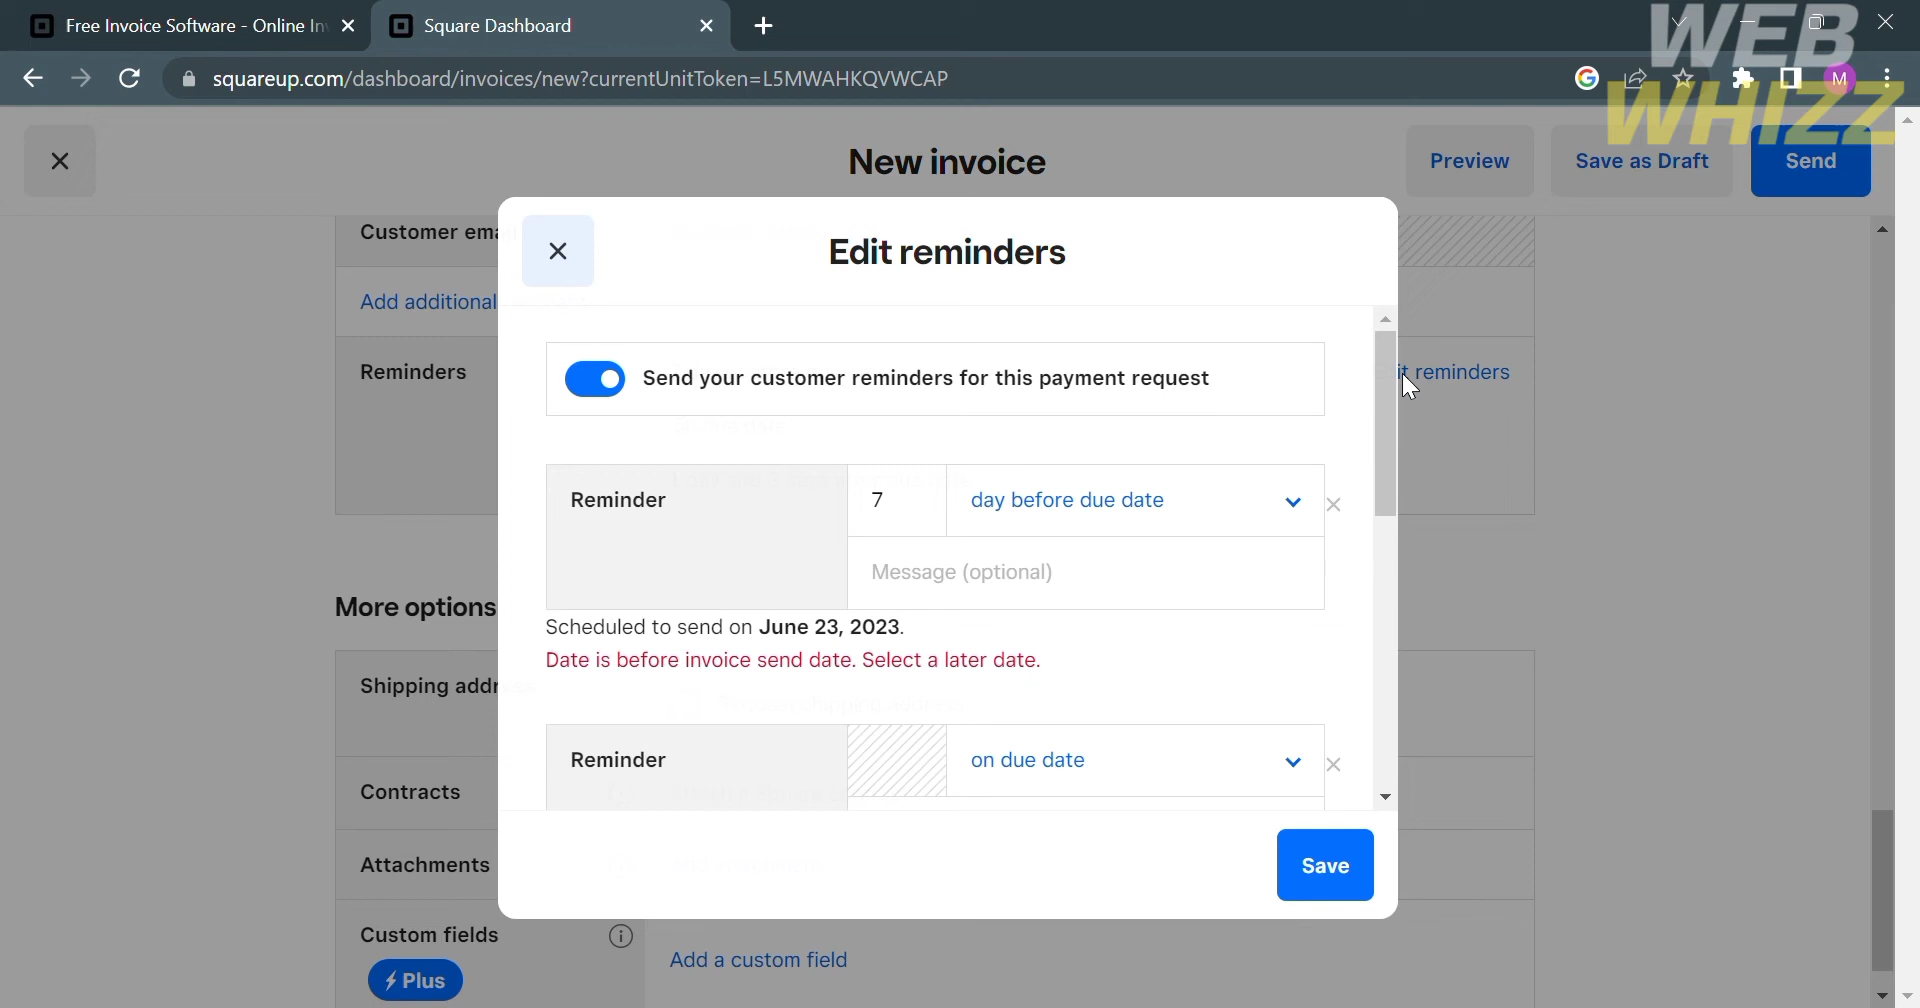 Free Invoice Software - Online In
Square Dashboard
WEB
WHIZZ
squareup.com/dashboard/invoices/new?currentUnitToken=L5MWAHKQVWCAP
M
New invoice
Preview
Save as Draft
Send
Customer ema
Add additional
Reminders
it reminders
Edit reminders
Send your customer reminders for this payment request
Reminder
7
day before due date
Message (optional)
Scheduled to send on June 23, 2023.
Date is before invoice send date. Select a later date.
Reminder
on due date
Save
More options
Shipping addr
Contracts
Attachments
Custom fields
Plus
Add a custom field